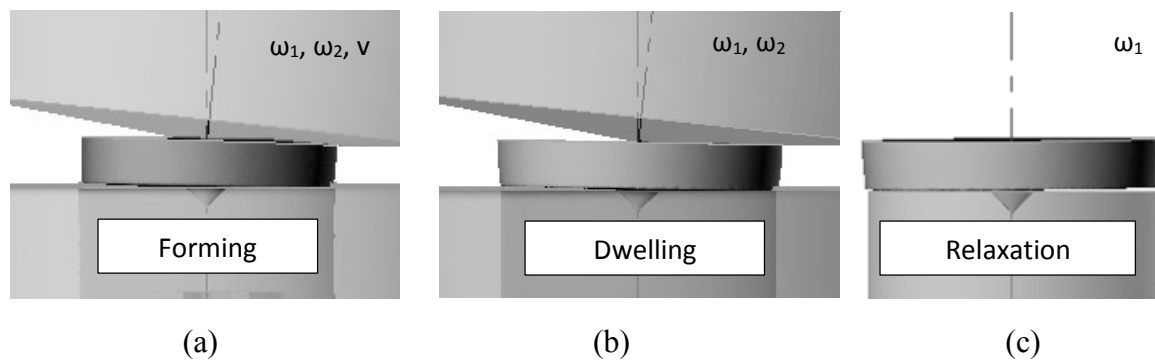 ω₁, ω₂, v
Forming
(a)
ω₁, ω₂
Dwelling
(b)
ω₁
Relaxation
(c)